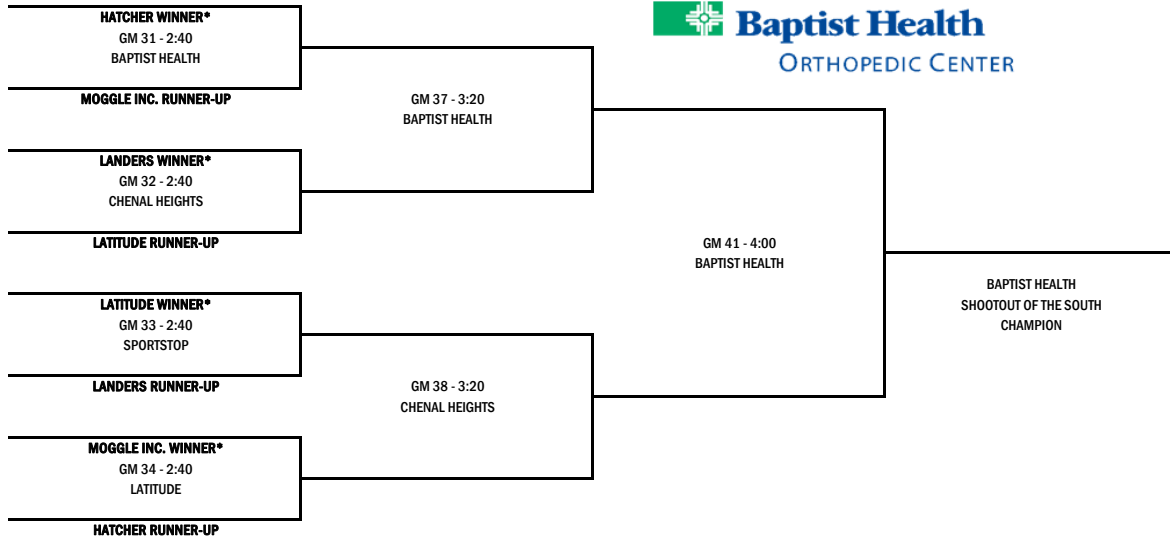 HATCHER WINNER*
GM 31 - 2:40
BAPTIST HEALTH
MOGGLE INC. RUNNER-UP
LANDERS WINNER*
GM 32 - 2:40
CHENAL HEIGHTS
LATITUDE RUNNER-UP
LATITUDE WINNER*
GM 33 - 2:40
SPORTSTOP
LANDERS RUNNER-UP
MOGGLE INC. WINNER*
GM 34 - 2:40
LATITUDE
HATCHER RUNNER-UP
GM 37 - 3:20
BAPTIST HEALTH
GM 38 - 3:20
CHENAL HEIGHTS
Baptist Health
ORTHOPEDIC CENTER
GM 41 - 4:00
BAPTIST HEALTH
BAPTIST HEALTH
SHOOTOUT OF THE SOUTH
CHAMPION